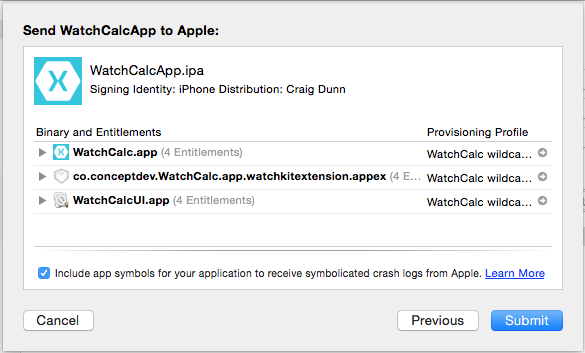 Send WatchCalcApp to Apple:
WatchCalcApp.ipa
Signing Identity: iPhone Distribution: Craig Dunn
Binary and Entitlements Provisioning Profile
WatchCalc.app (4 Entitlements) WatchCalc wildca...
co.conceptdev.WatchCalc.app.watchkitextension.appex (4 E... WatchCalc wildca...
WatchCalcUI.app (4 Entitlements) WatchCalc wildca...
Include app symbols for your application to receive symbolicated crash logs from Apple. Learn More
Cancel Previous Submit